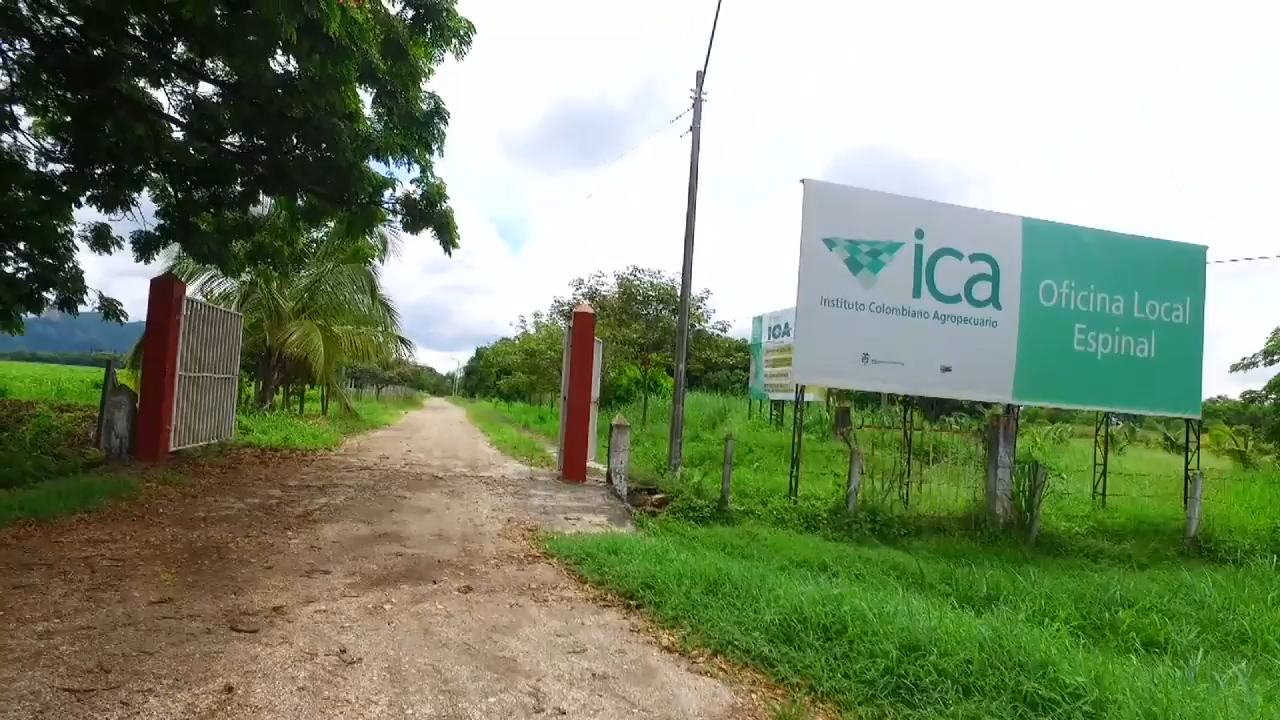 ica
Instituto Colombiano Agropecuario
Oficina Local
Espinal
ICA